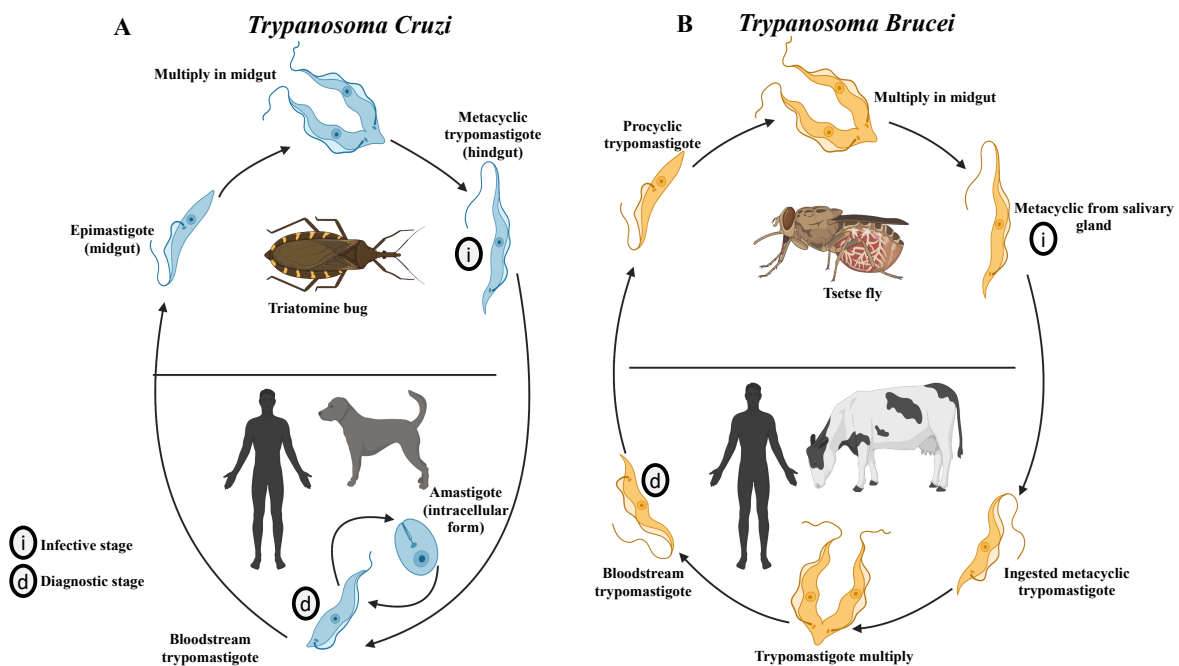 A
Trypanosoma Cruzi
Multiply in midgut
Metacyclic
trypomastigote
(hindgut)
Epimastigote
(midgut)
i
Triatomine bug
Amastigote
(intracellular
form)
i Infective stage
d Diagnostic stage
d
Bloodstream
trypomastigote
B
Trypanosoma Brucei
Multiply in midgut
Procyclic
trypomastigote
Metacyclic from salivary
gland
i
Tsetse fly
d
Bloodstream
trypomastigote
Ingested metacyclic
trypomastigote
Trypomastigote multiply